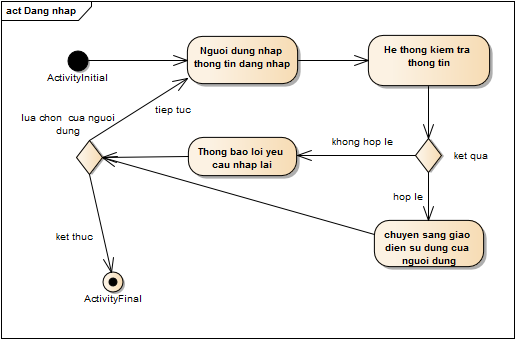 act Dang nhap
ActivityInitial
Nguoi dung nhap
thong tin dang nhap
He thong kiem tra
thong tin
lua chon cua nguoi
dung
tiep tuc
Thong bao loi yeu
cau nhap lai
khong hop le
ket qua
hop le
chuyen sang giao
dien su dung cua
nguoi dung
ket thuc
ActivityFinal